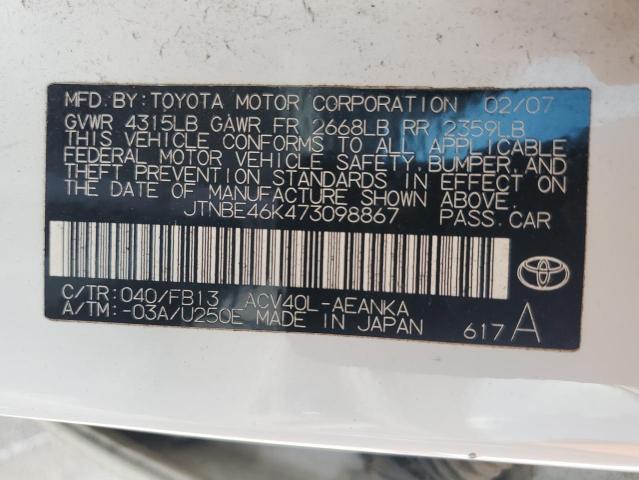 MFD. BY: TOYOTA MOTOR CORPORATION 02/07
GVWR 4315LB GAWR FR 2668LB RR 2359LB
THIS VEHICLE CONFORMS TO ALL APPLICABLE
FEDERAL MOTOR VEHICLE SAFETY, BUMPER, AND
THEFT PREVENTION STANDARDS IN EFFECT ON
THE DATE OF MANUFACTURE SHOWN ABOVE.
JTNBE46K473098867 PASS. CAR
C/TR: 040/FB13 ACV40L-AEANKA
A/TM: -03A/U250E MADE IN JAPAN
617 A